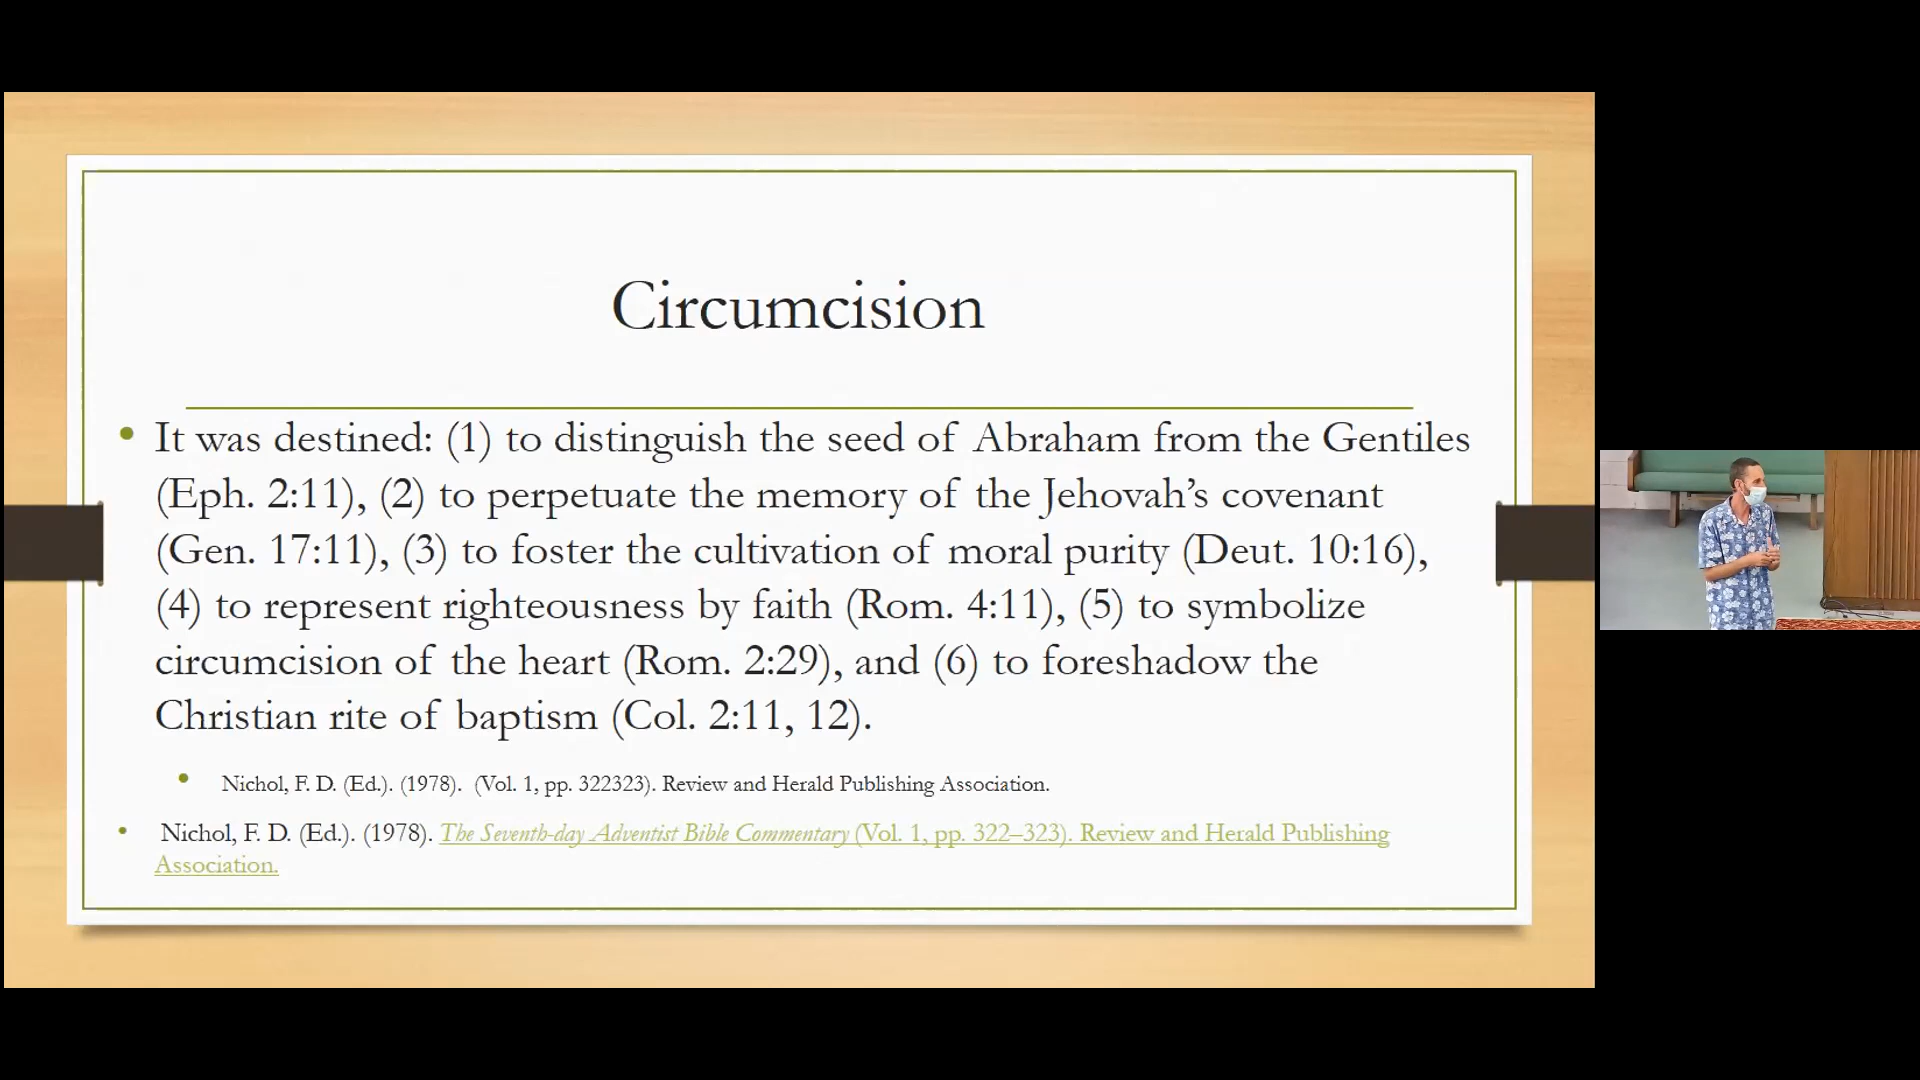 Circumcision
• It was destined: (1) to distinguish the seed of Abraham from the Gentiles
(Eph. 2:11), (2) to perpetuate the memory of the Jehovah’s covenant
(Gen. 17:11), (3) to foster the cultivation of moral purity (Deut. 10:16),
(4) to represent righteousness by faith (Rom. 4:11), (5) to symbolize
circumcision of the heart (Rom. 2:29), and (6) to foreshadow the
Christian rite of baptism (Col. 2:11, 12).
• Nichol, F. D. (Ed.). (1978). (Vol. 1, pp. 322323). Review and Herald Publishing Association.
• Nichol, F. D. (Ed.). (1978). The Seventh-day Adventist Bible Commentary (Vol. 1, pp. 322–323). Review and Herald Publishing
Association.